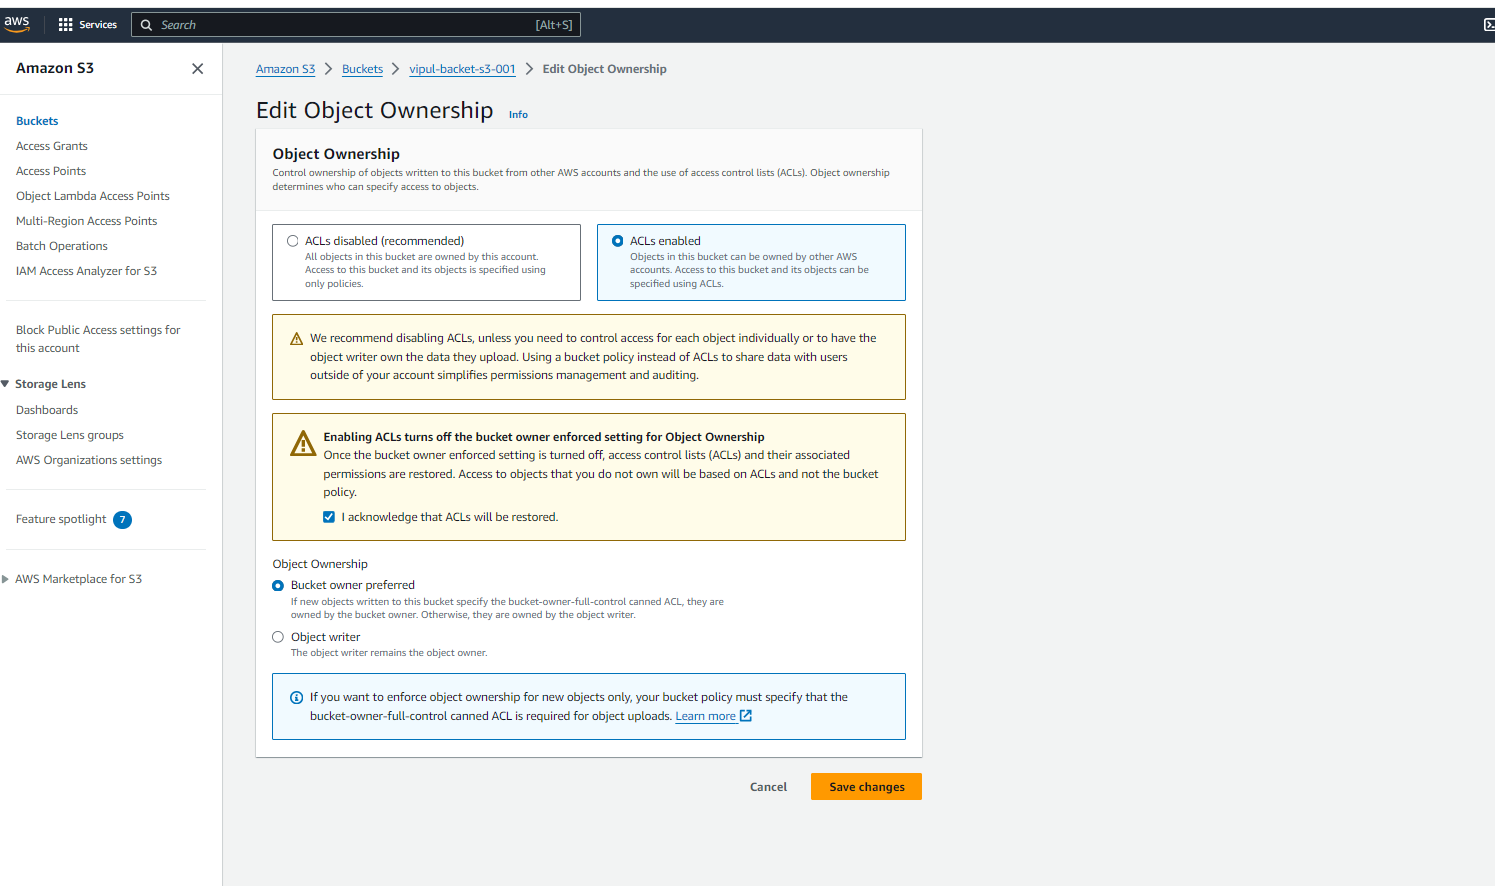 aws
Services
Search
[Alt+S]
Amazon S3
Buckets
Access Grants
Access Points
Object Lambda Access Points
Multi-Region Access Points
Batch Operations
IAM Access Analyzer for S3
Block Public Access settings for
this account
Storage Lens
Dashboards
Storage Lens groups
AWS Organizations settings
Feature spotlight 7
AWS Marketplace for S3
Amazon S3 > Buckets > vipul-backet-s3-001 > Edit Object Ownership
Edit Object Ownership Info
Object Ownership
Control ownership of objects written to this bucket from other AWS accounts and the use of access control lists (ACLs). Object ownership
determines who can specify access to objects.
ACLs disabled (recommended)
All objects in this bucket are owned by this account.
Access to this bucket and its objects is specified using
only policies.
ACLs enabled
Objects in this bucket can be owned by other AWS
accounts. Access to this bucket and its objects can be
specified using ACLs.
We recommend disabling ACLs, unless you need to control access for each object individually or to have the
object writer own the data they upload. Using a bucket policy instead of ACLs to share data with users
outside of your account simplifies permissions management and auditing.
Enabling ACLs turns off the bucket owner enforced setting for Object Ownership
Once the bucket owner enforced setting is turned off, access control lists (ACLs) and their associated
permissions are restored. Access to objects that you do not own will be based on ACLs and not the bucket
policy.
I acknowledge that ACLs will be restored.
Object Ownership
Bucket owner preferred
If new objects written to this bucket specify the bucket-owner-full-control canned ACL, they are
owned by the bucket owner. Otherwise, they are owned by the object writer.
Object writer
The object writer remains the object owner.
If you want to enforce object ownership for new objects only, your bucket policy must specify that the
bucket-owner-full-control canned ACL is required for object uploads. Learn more
Cancel
Save changes